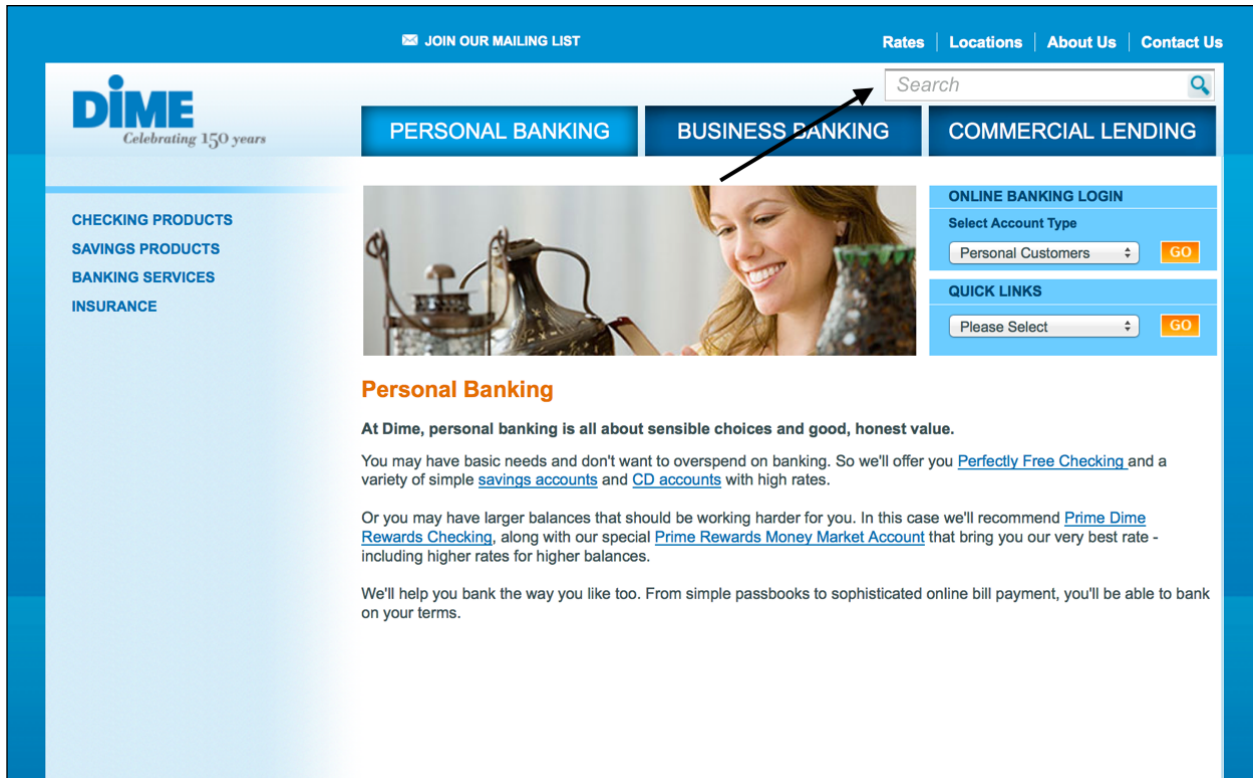 JOIN OUR MAILING LIST
Rates | Locations | About Us | Contact Us
DIME
Celebrating 150 years
Search
PERSONAL BANKING
BUSINESS BANKING
COMMERCIAL LENDING
CHECKING PRODUCTS
SAVINGS PRODUCTS
BANKING SERVICES
INSURANCE
ONLINE BANKING LOGIN
Select Account Type
Personal Customers GO
QUICK LINKS
Please Select GO
Personal Banking
At Dime, personal banking is all about sensible choices and good, honest value.
You may have basic needs and don't want to overspend on banking. So we'll offer you Perfectly Free Checking and a
variety of simple savings accounts and CD accounts with high rates.
Or you may have larger balances that should be working harder for you. In this case we'll recommend Prime Dime
Rewards Checking, along with our special Prime Rewards Money Market Account that bring you our very best rate -
including higher rates for higher balances.
We'll help you bank the way you like too. From simple passbooks to sophisticated online bill payment, you'll be able to bank
on your terms.